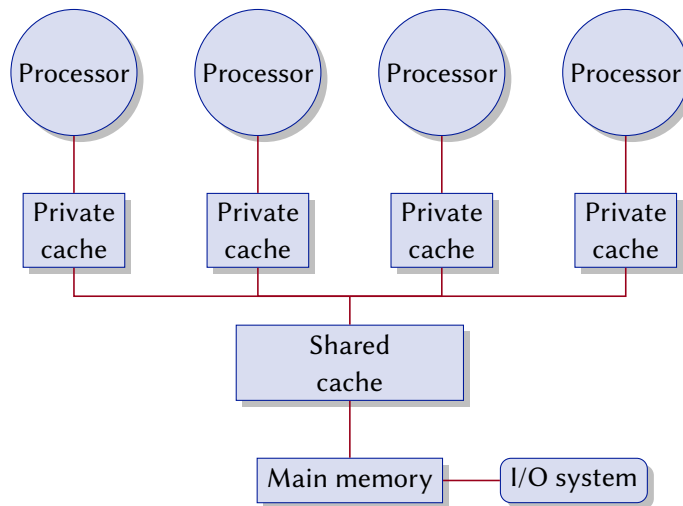 Processor
Processor
Processor
Processor
Private
cache
Private
cache
Private
cache
Private
cache
Shared
cache
Main memory
I/O system